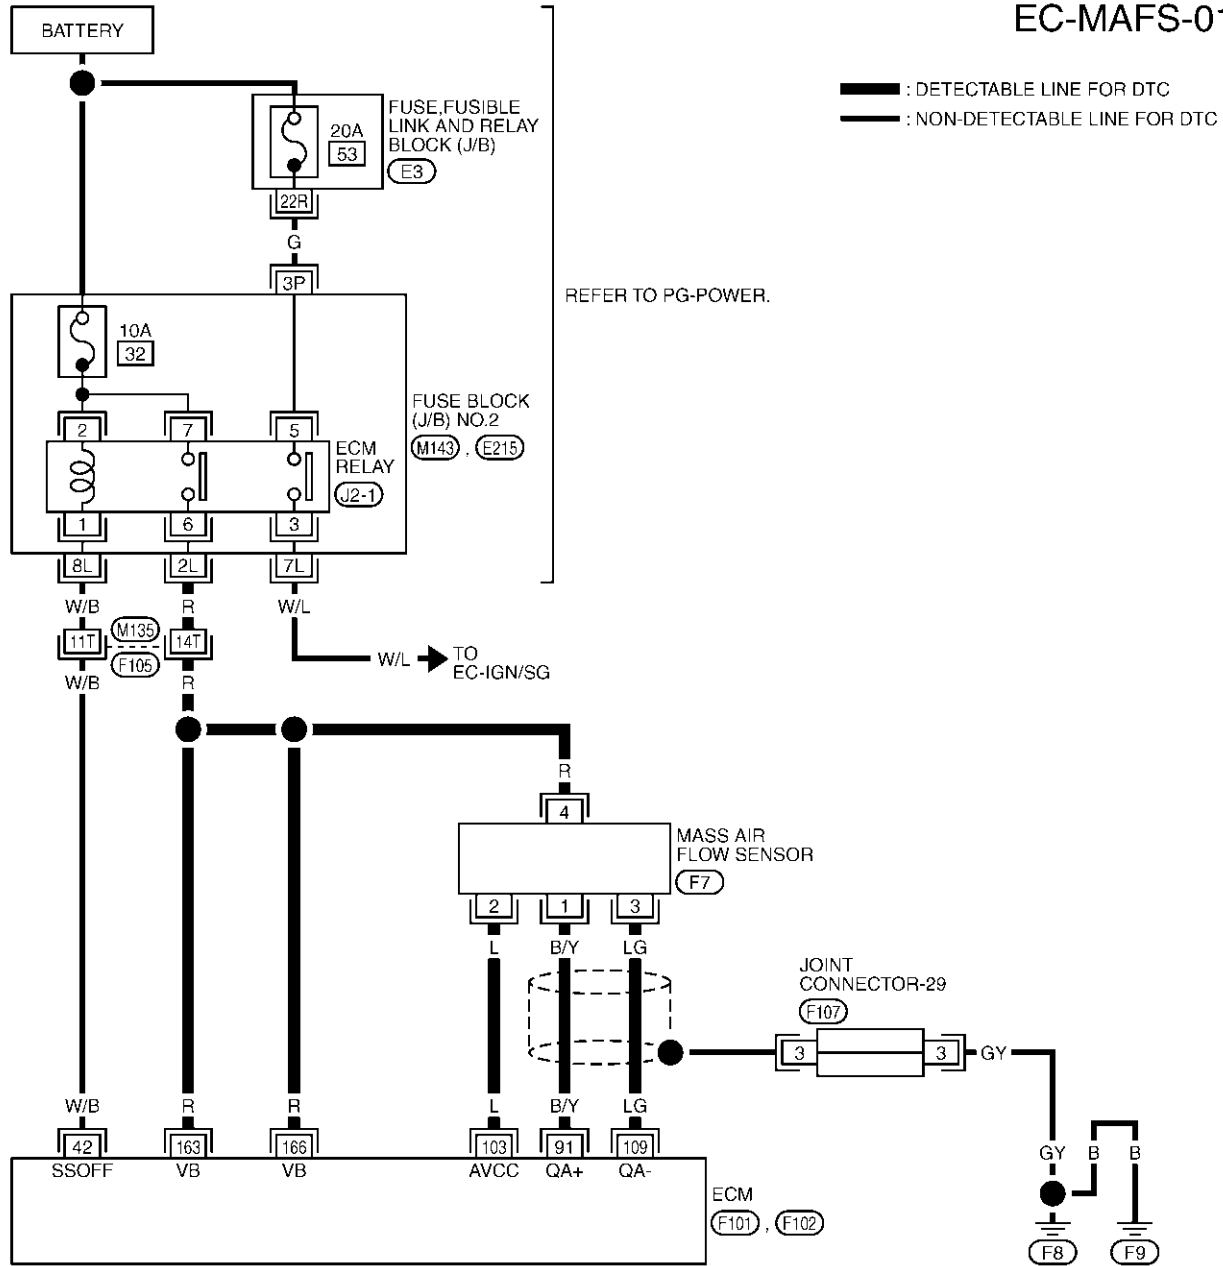 EC-MAFS-01
BATTERY
: DETECTABLE LINE FOR DTC
: NON-DETECTABLE LINE FOR DTC
FUSE,FUSIBLE
LINK AND RELAY
BLOCK (J/B)
E3
20A
53
22R
G
3P
REFER TO PG-POWER.
10A
32
FUSE BLOCK
(J/B) NO.2
M143 , E215
2 7 5
ECM
RELAY
J2-1
1 6 3
8L 2L 7L
W/B R W/L
M135
11T 14T
F105
W/B R
W/L
TO
EC-IGN/SG
R
4
MASS AIR
FLOW SENSOR
F7
2 1 3
L B/Y LG
JOINT
CONNECTOR-29
F107
3 3 GY
W/B R R L B/Y LG
42 163 166 103 91 109
SSOFF VB VB AVCC QA+ QA-
GY B B
ECM
F101 , F102
F8 F9